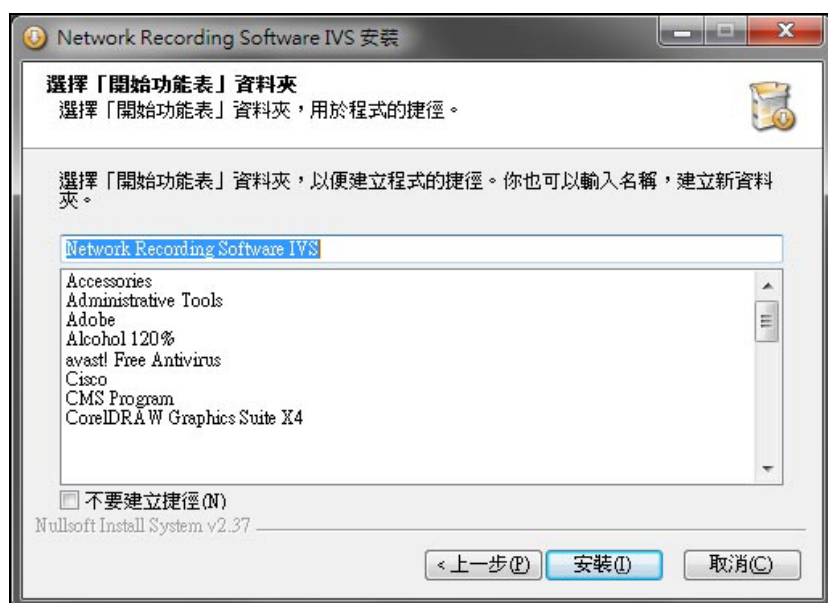 Network Recording Software IVS 安裝
選擇「開始功能表」資料夾
選擇「開始功能表」資料夾，用於程式的捷徑。
選擇「開始功能表」資料夾，以便建立程式的捷徑。你也可以輸入名稱，建立新資料
夾。
Network Recording Software IVS
Accessories
Administrative Tools
Adobe
Alcohol 120%
avast! Free Antivirus
Cisco
CMS Program
CorelDRAW Graphics Suite X4
不要建立捷徑(N)
Nullsoft Install System v2.37
<上一步(P) 安裝(I) 取消(C)